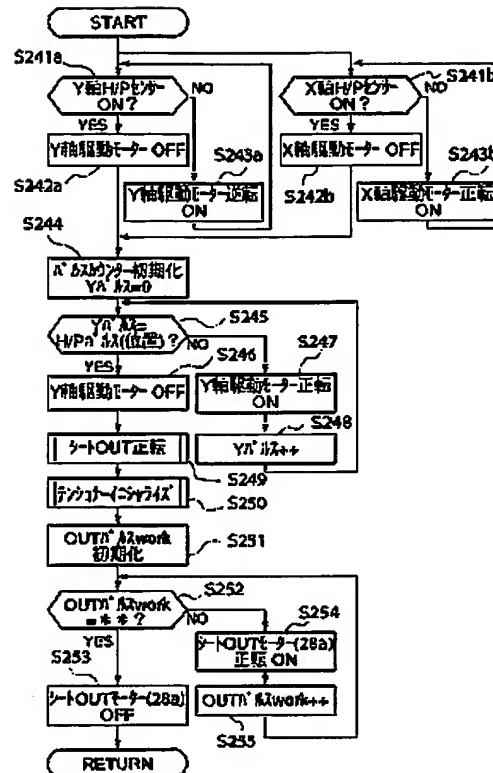 START
S241a
Y軸H/Pセンター
ON?
NO
YES
Y軸駆動モーター OFF
S242a
S243a
Y軸駆動モーター逆転
ON
S241b
X軸H/Pセンター
ON?
NO
YES
X軸駆動モーター OFF
S242b
S243b
X軸駆動モーター正転
ON
S244
パルスカウンター初期化
Yパルス=0
S245
Yパルス=
H/Pパルス((位置)?
NO
YES
S246
Y軸駆動モーター OFF
S247
Y軸駆動モーター正転
ON
S248
Yパルス++
シートOUT正転
S249
テンショナーイニシャライズ
S250
OUTパルスwork
初期化
S251
S252
OUTパルスwork
=**?
NO
YES
S253
シートOUTモーター(28a)
OFF
S254
シートOUTモーター(28a)
正転 ON
OUTパルスwork++
S255
RETURN